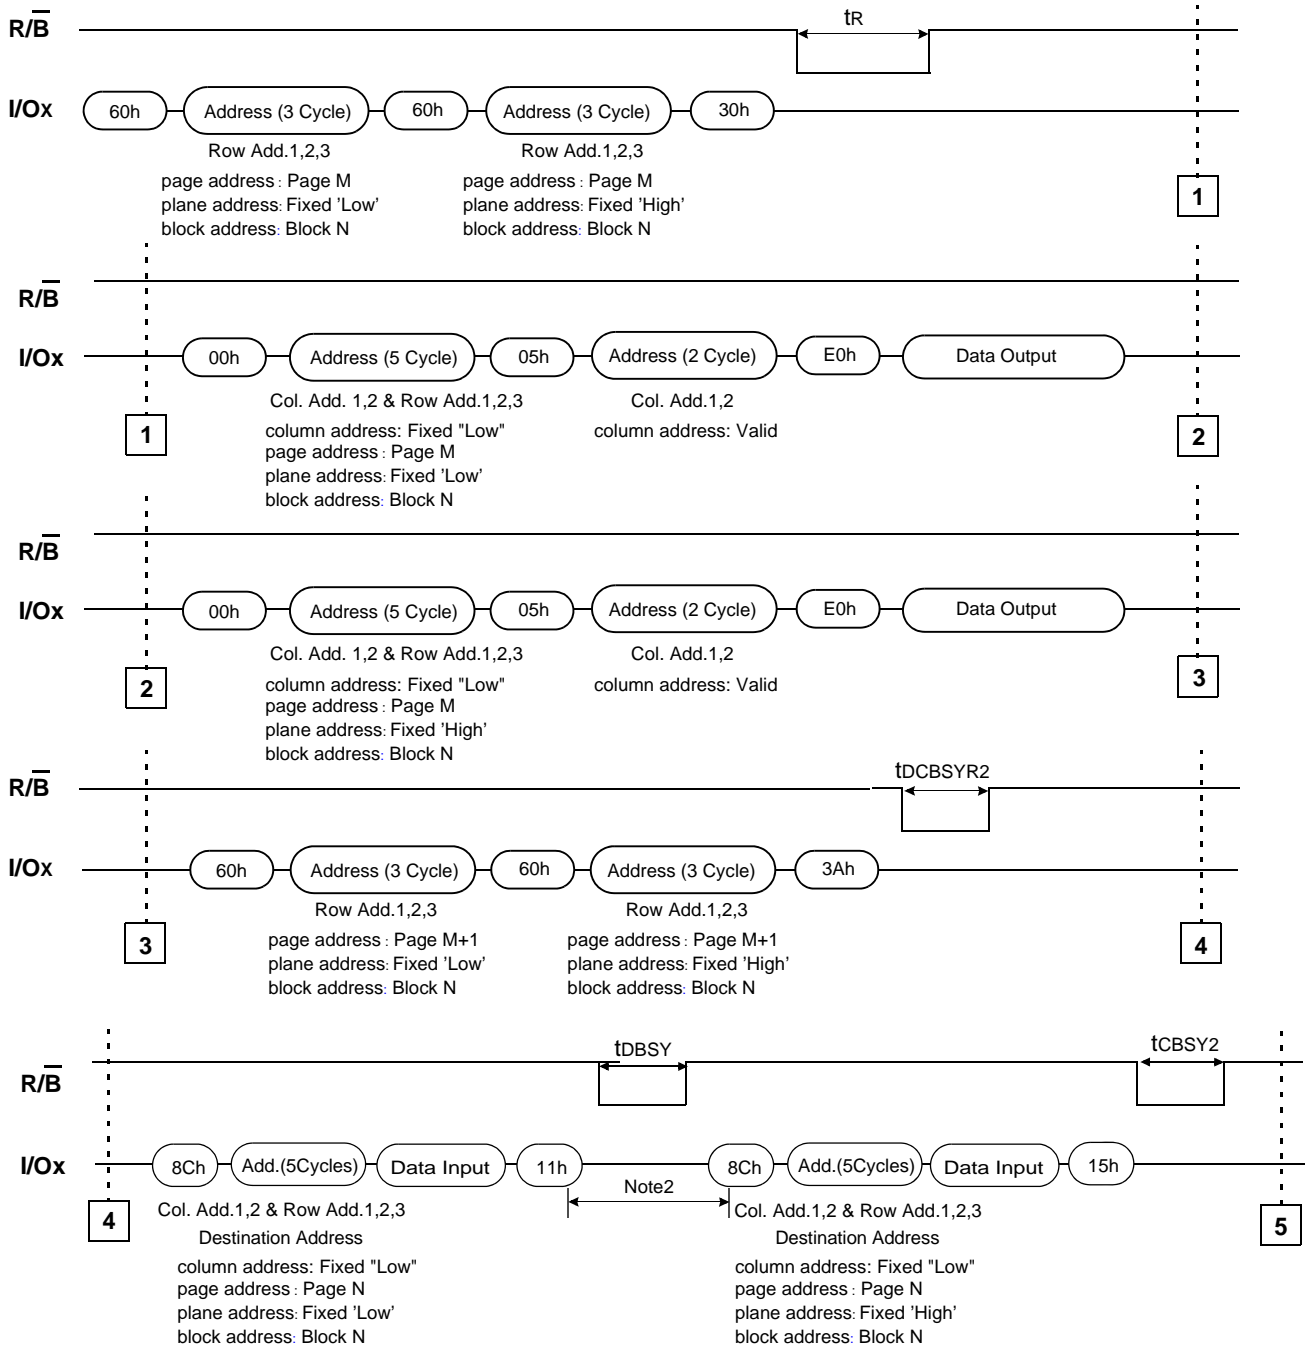 R/B
tR
I/Ox
60h Address (3 Cycle) 60h Address (3 Cycle) 30h
Row Add.1,2,3 Row Add.1,2,3
page address : Page M page address : Page M
plane address: Fixed 'Low' plane address: Fixed 'High'
block address: Block N block address: Block N
1
R/B
I/Ox
00h Address (5 Cycle) 05h Address (2 Cycle) E0h Data Output
Col. Add. 1,2 & Row Add.1,2,3 Col. Add.1,2
column address: Fixed "Low" column address: Valid
page address : Page M
plane address: Fixed 'Low'
block address: Block N
1 2
R/B
I/Ox
00h Address (5 Cycle) 05h Address (2 Cycle) E0h Data Output
Col. Add. 1,2 & Row Add.1,2,3 Col. Add.1,2
column address: Fixed "Low" column address: Valid
page address : Page M
plane address: Fixed 'High'
block address: Block N
2 3
R/B
tDCBSYR2
I/Ox
60h Address (3 Cycle) 60h Address (3 Cycle) 3Ah
Row Add.1,2,3 Row Add.1,2,3
page address : Page M+1 page address : Page M+1
plane address: Fixed 'Low' plane address: Fixed 'High'
block address: Block N block address: Block N
3 4
R/B
tDBSY tCBSY2
I/Ox
8Ch Add.(5Cycles) Data Input 11h 8Ch Add.(5Cycles) Data Input 15h
Note2
Col. Add.1,2 & Row Add.1,2,3 Col. Add.1,2 & Row Add.1,2,3
Destination Address Destination Address
column address: Fixed "Low" column address: Fixed "Low"
page address : Page N page address : Page N
plane address: Fixed 'Low' plane address: Fixed 'High'
block address: Block N block address: Block N
4 5